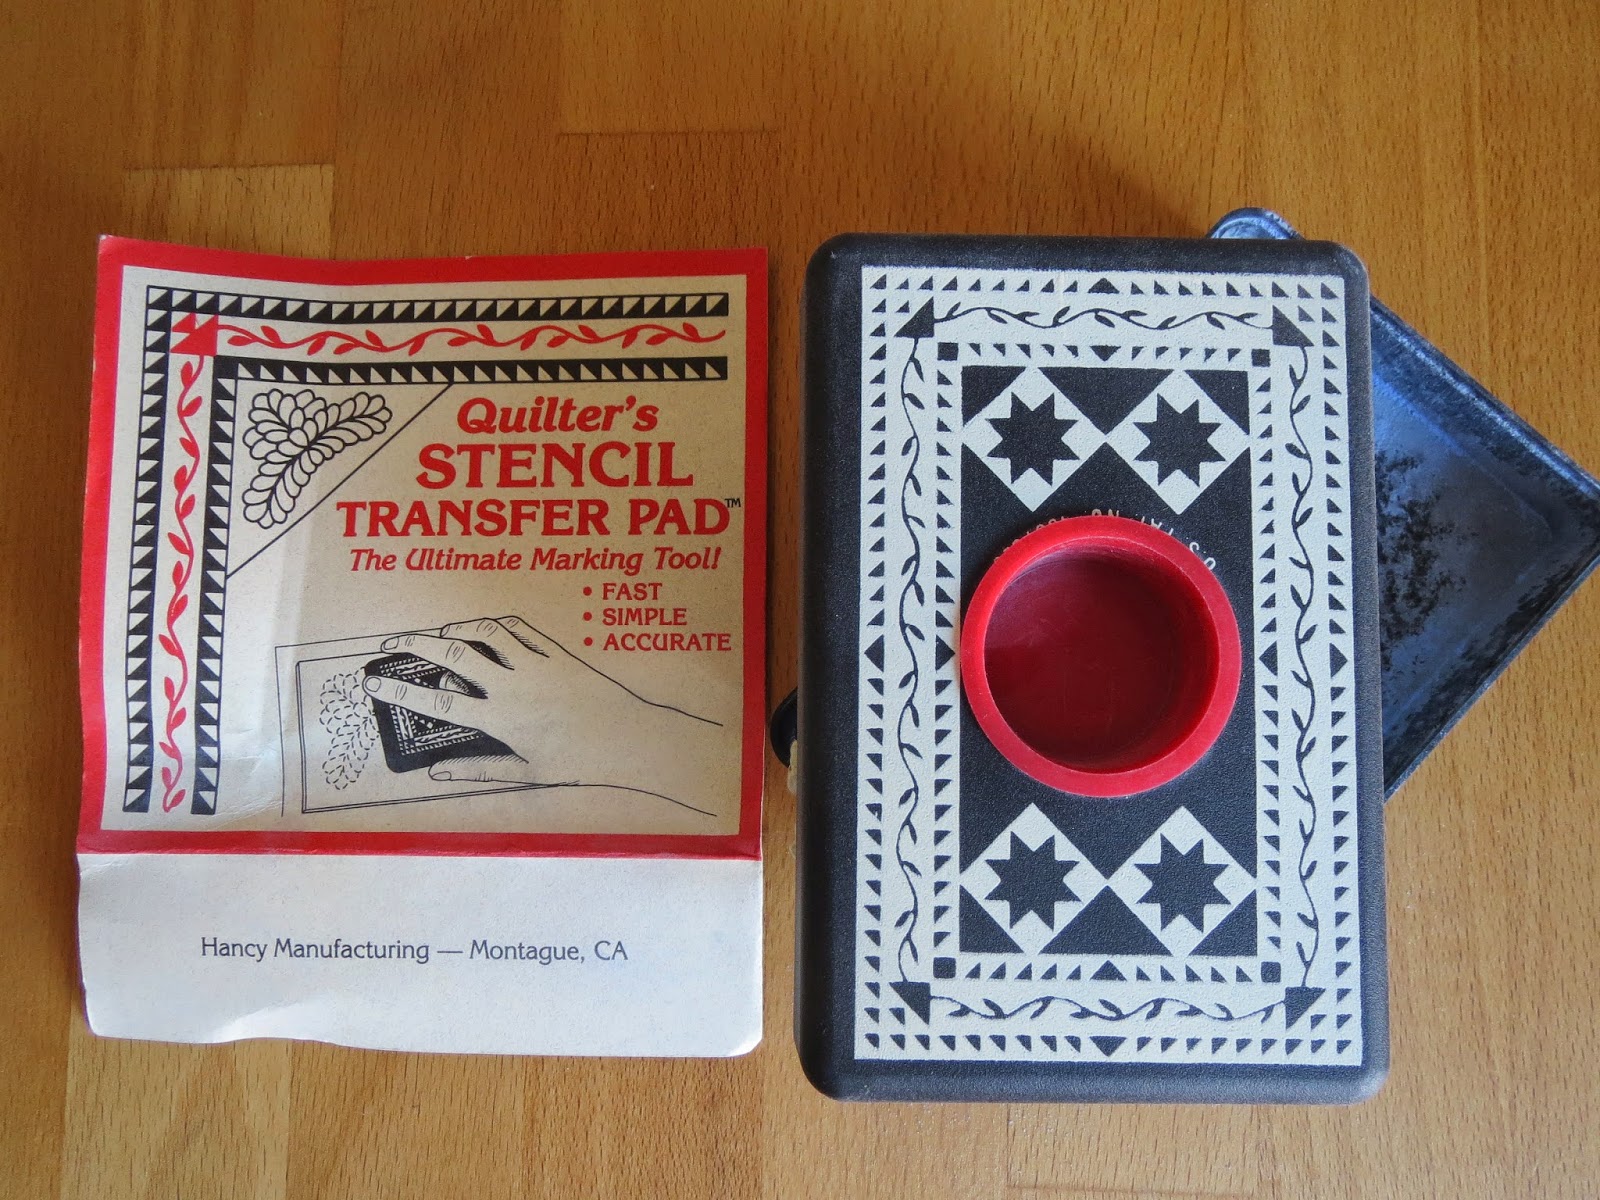 Quilter's
STENCIL
TRANSFER PAD™
The Ultimate Marking Tool!
• FAST
• SIMPLE
• ACCURATE
Hancy Manufacturing — Montague, CA